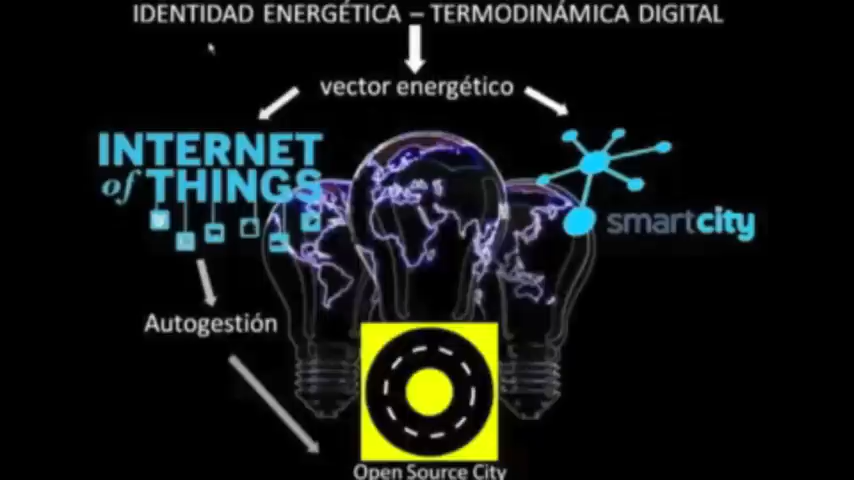 IDENTIDAD ENERGÉTICA – TERMODINÁMICA DIGITAL
vector energético
INTERNET
of THINGS
smartcity
Autogestión
Open Source City